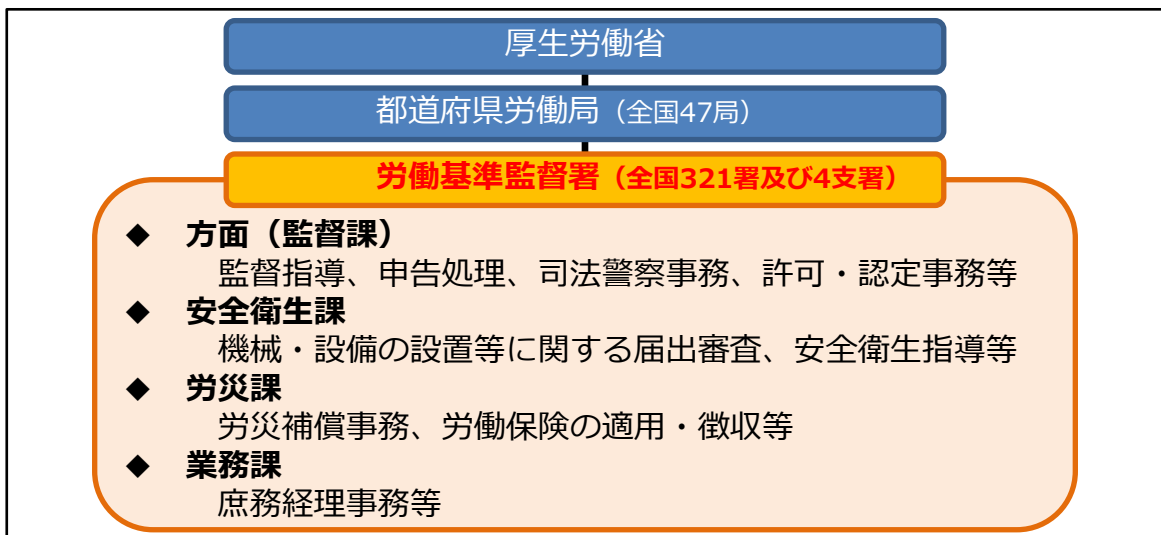 厚生労働省
都道府県労働局（全国47局）
労働基準監督署（全国321署及び4支署）
◆ 方面（監督課）
監督指導、申告処理、司法警察事務、許可・認定事務等
◆ 安全衛生課
機械・設備の設置等に関する届出審査、安全衛生指導等
◆ 労災課
労災補償事務、労働保険の適用・徴収等
◆ 業務課
庶務経理事務等